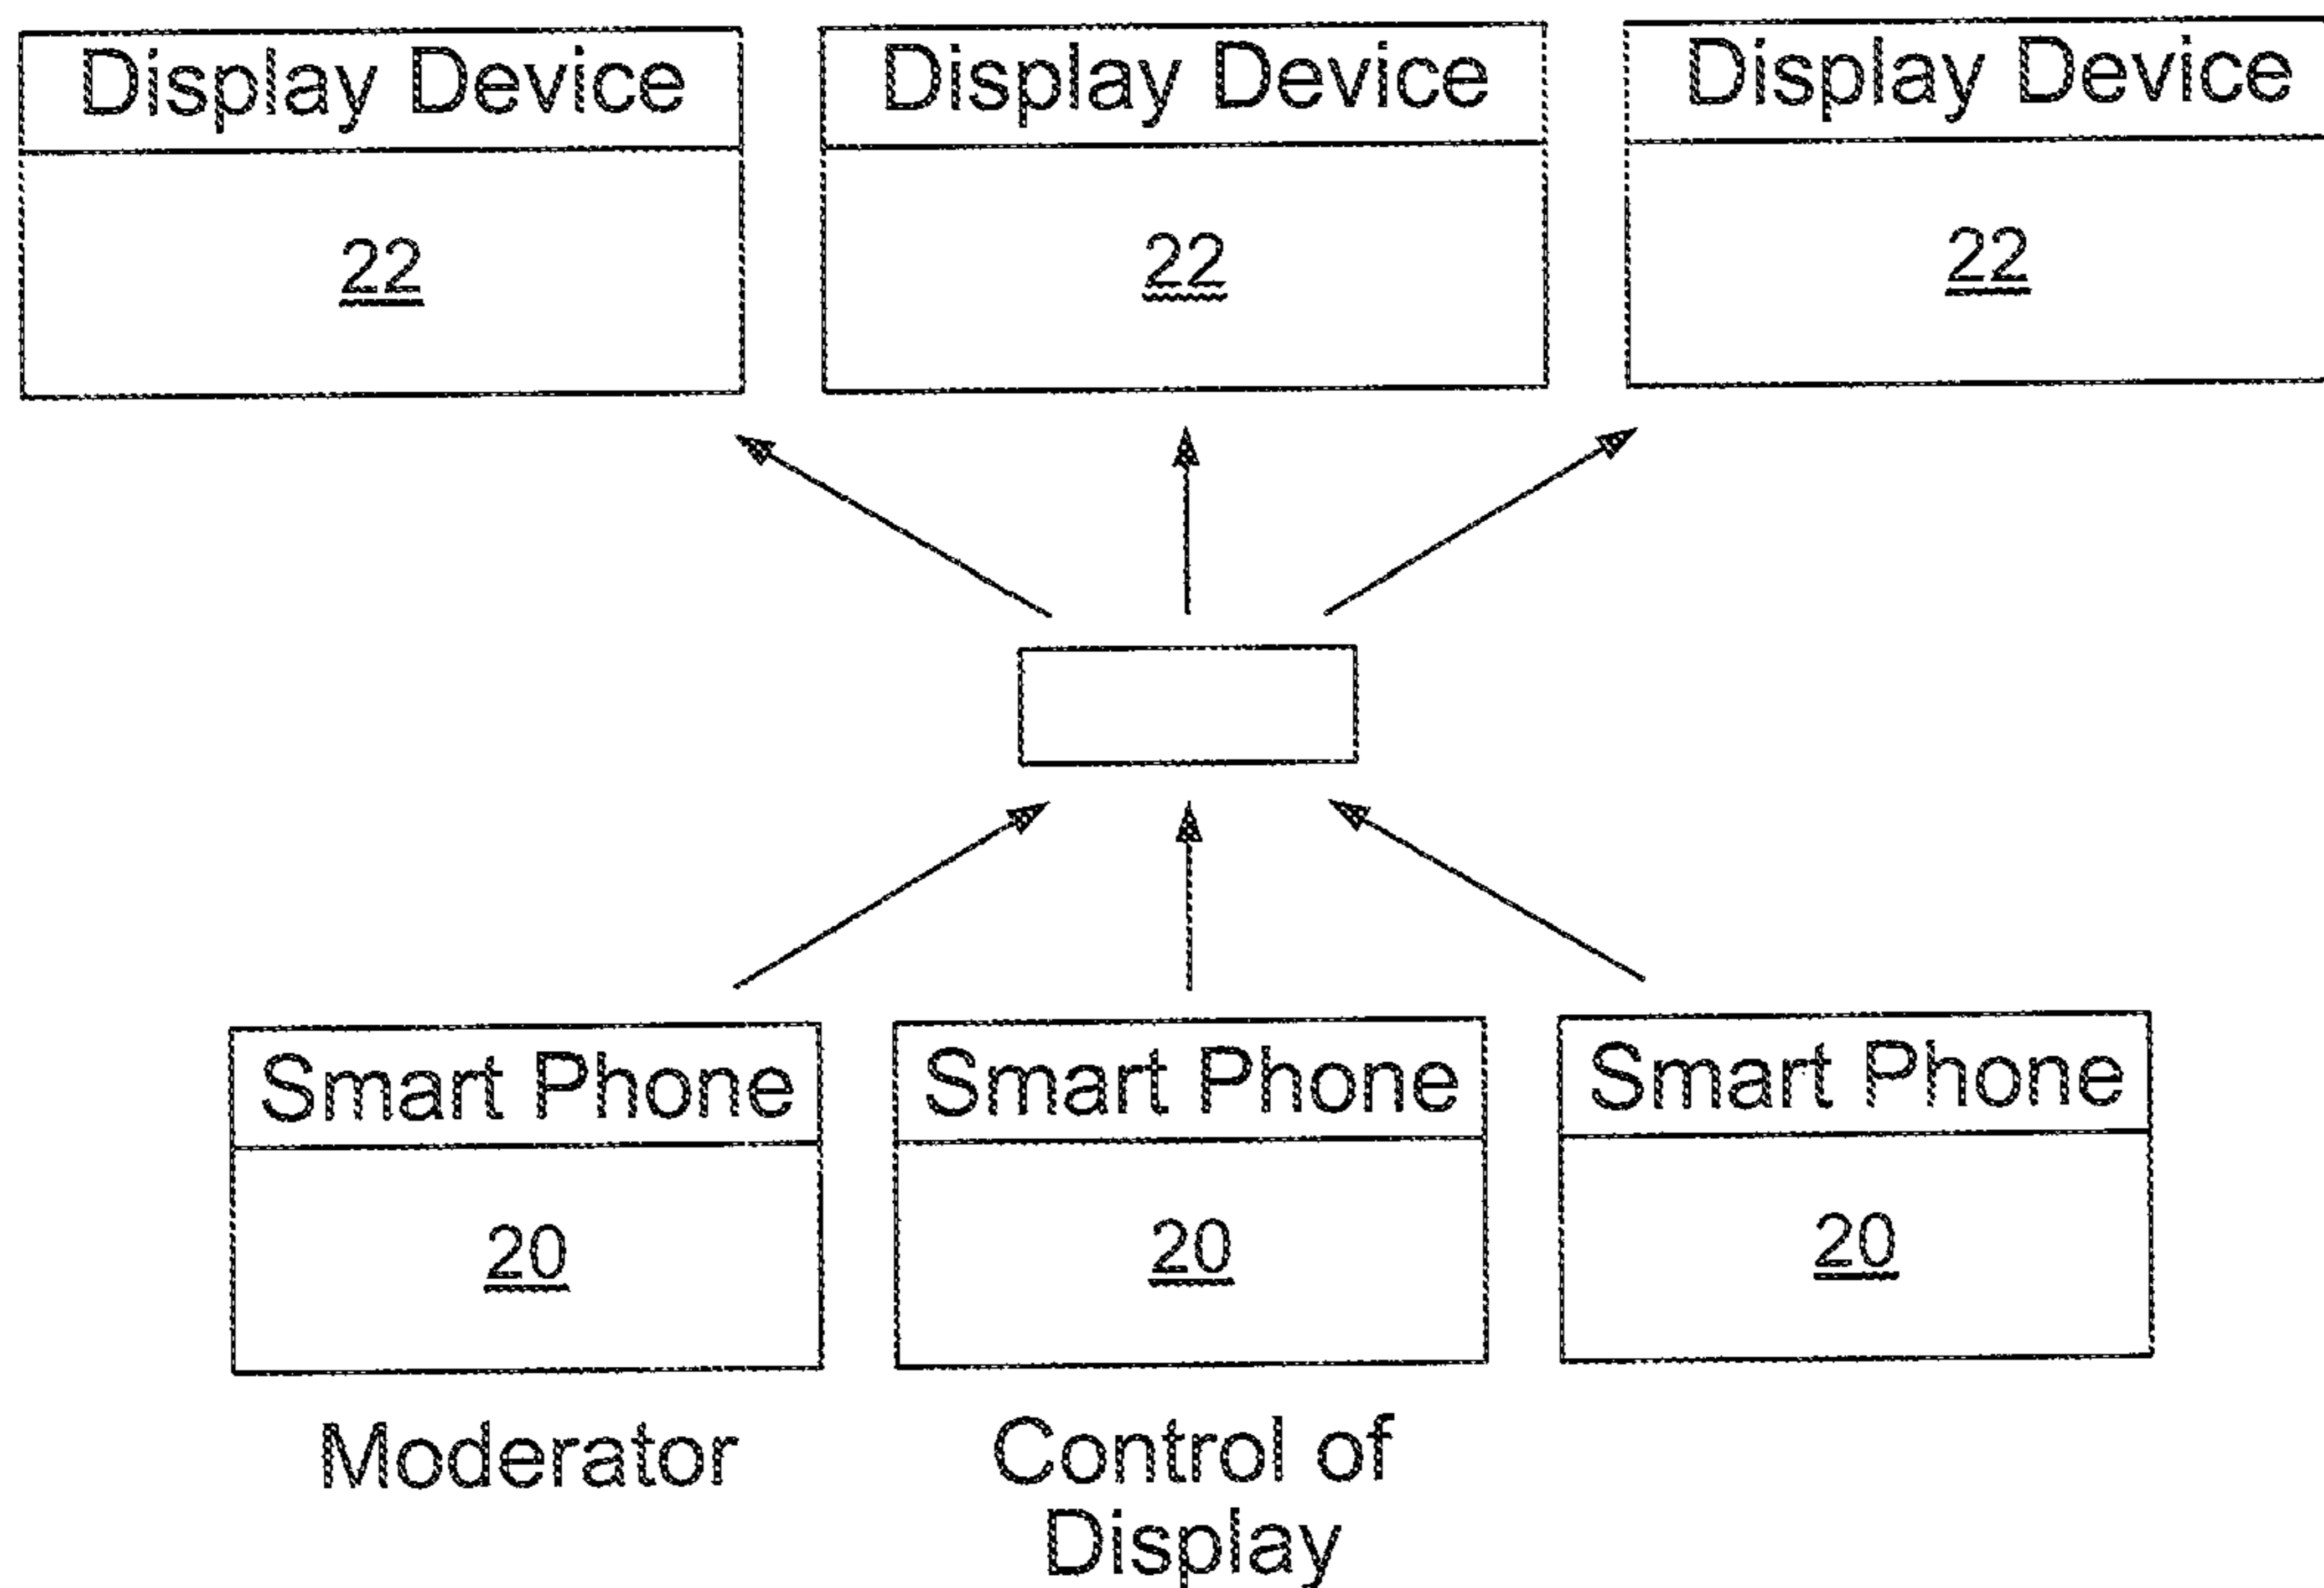 Display Device Display Device Display Device
22 22 22
Smart Phone Smart Phone Smart Phone
20 20 20
Moderator Control of
Display